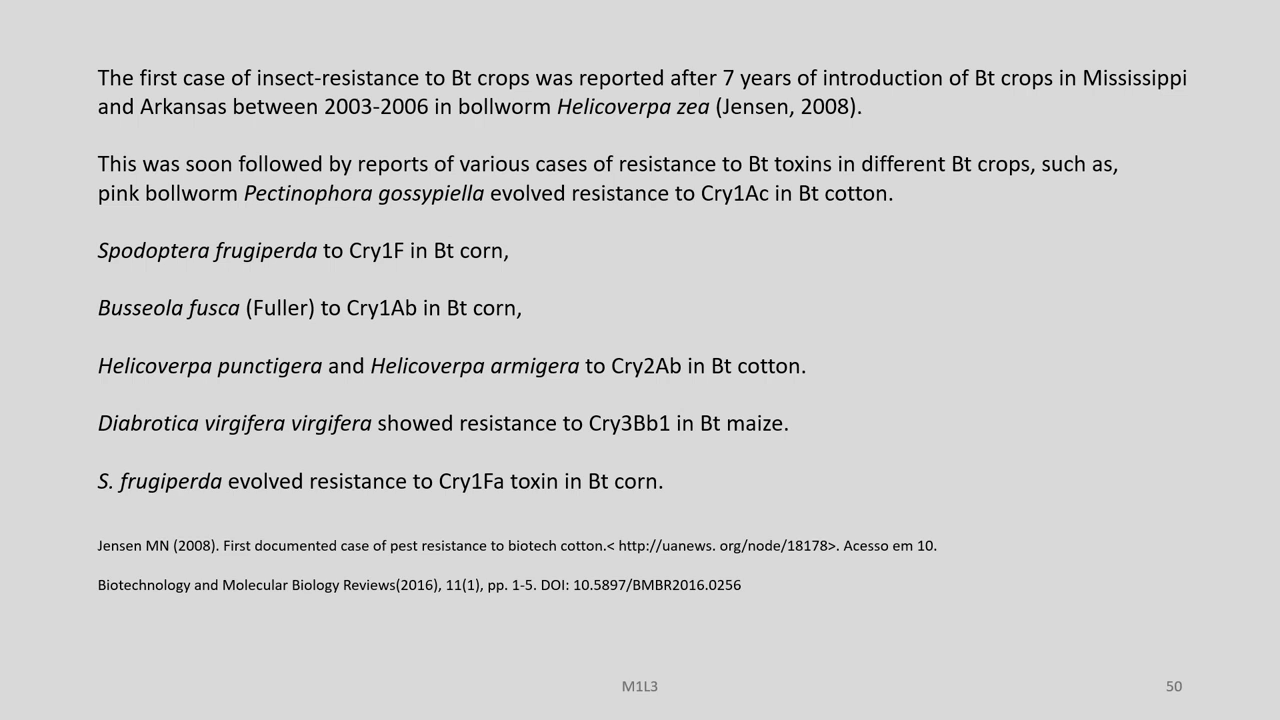 The first case of insect-resistance to Bt crops was reported after 7 years of introduction of Bt crops in Mississippi
and Arkansas between 2003-2006 in bollworm Helicoverpa zea (Jensen, 2008).
This was soon followed by reports of various cases of resistance to Bt toxins in different Bt crops, such as,
pink bollworm Pectinophora gossypiella evolved resistance to Cry1Ac in Bt cotton.
Spodoptera frugiperda to Cry1F in Bt corn,
Busseola fusca (Fuller) to Cry1Ab in Bt corn,
Helicoverpa punctigera and Helicoverpa armigera to Cry2Ab in Bt cotton.
Diabrotica virgifera virgifera showed resistance to Cry3Bb1 in Bt maize.
S. frugiperda evolved resistance to Cry1Fa toxin in Bt corn.
Jensen MN (2008). First documented case of pest resistance to biotech cotton.< http://uanews. org/node/18178>. Acesso em 10.
Biotechnology and Molecular Biology Reviews(2016), 11(1), pp. 1-5. DOI: 10.5897/BMBR2016.0256
M1L3
50